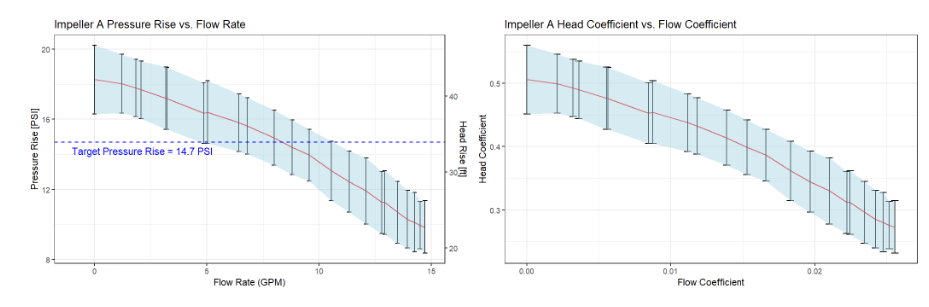 Impeller A Pressure Rise vs. Flow Rate
20
16
12
8
Pressure Rise [PSI]
Target Pressure Rise = 14.7 PSI
40
30
20
Head Rise [ft]
0 5 10 15
Flow Rate (GPM)
Impeller A Head Coefficient vs. Flow Coefficient
0.5
0.4
0.3
Head Coefficient
0.00 0.01 0.02
Flow Coefficient